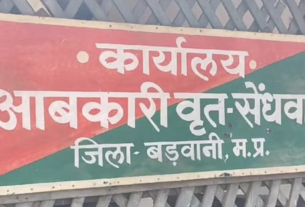 • कार्यालय •
आबकारी वृत-सेंधवा
जिला- बड़वानी, म.प्र.